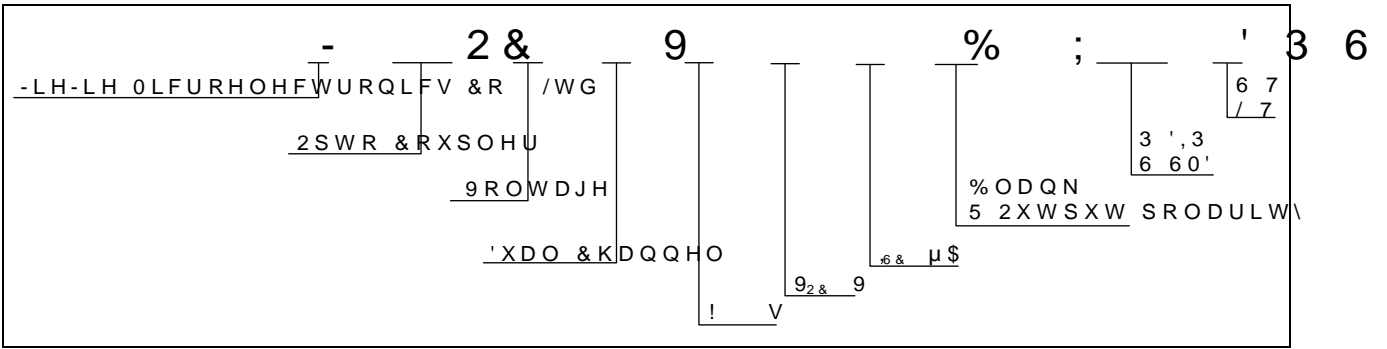 - 2& 9 % ; ' 3 6
-LH-LH 0LFURHOHFWURQLFV &R /WG
6 7
/ 7
2SWR &RXSOHU
3 ',3
6 60'
9ROWDJH
%ODQN
5 2XWSXW SRODULW\
'XDO &KDQQHO
,6& µ$
92& 9
! V